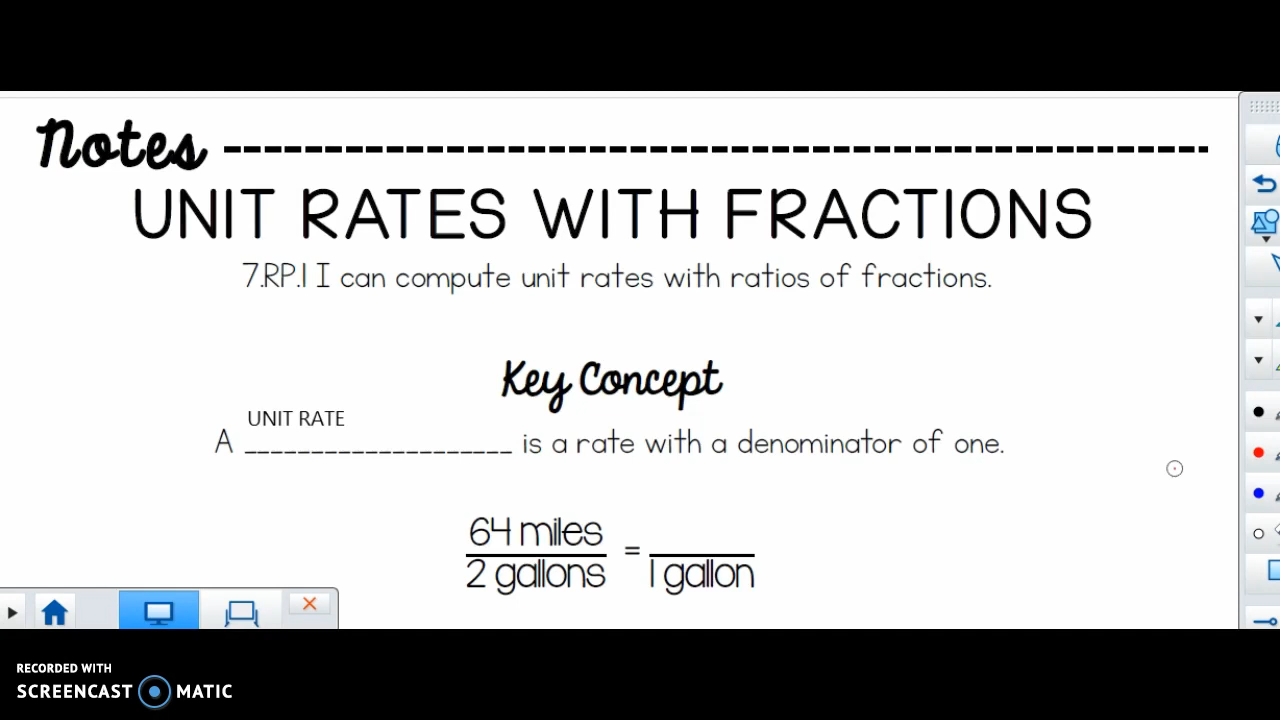 Notes
UNIT RATES WITH FRACTIONS
7.RP.1 I can compute unit rates with ratios of fractions.
Key Concept
UNIT RATE
A ____________________ is a rate with a denominator of one.
64 miles
=
2 gallons 1 gallon
RECORDED WITH
SCREENCAST MATIC